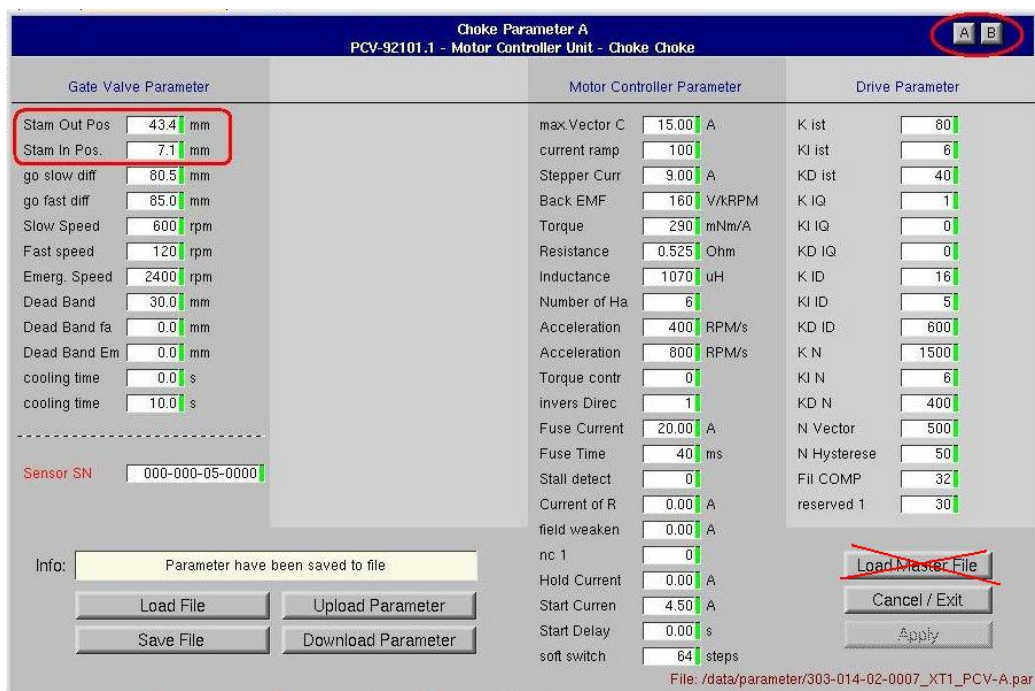 Choke Parameter A
PCV-92101.1 - Motor Controller Unit - Choke Choke
A B
Gate Valve Parameter
Stam Out Pos 43.4 mm
Stam In Pos. 7.1 mm
go slow diff 80.5 mm
go fast diff 85.0 mm
Slow Speed 600 rpm
Fast speed 120 rpm
Emerg. Speed 2400 rpm
Dead Band 30.0 mm
Dead Band fa 0.0 mm
Dead Band Em 0.0 mm
cooling time 0.0 s
cooling time 10.0 s
Sensor SN 000-000-05-0000
Motor Controller Parameter
max.Vector C 15.00 A
current ramp 100
Stepper Curr 9.00 A
Back EMF 160 V/kRPM
Torque 290 mNm/A
Resistance 0.525 Ohm
Inductance 1070 uH
Number of Ha 6
Acceleration 400 RPM/s
Acceleration 800 RPM/s
Torque contr 0
invers Direc 1
Fuse Current 20.00 A
Fuse Time 40 ms
Stall detect 0
Current of R 0.00 A
field weaken 0.00 A
nc 1 0
Hold Current 0.00 A
Start Curren 4.50 A
Start Delay 0.00 s
soft switch 64 steps
Drive Parameter
K ist 80
KI ist 6
KD ist 40
K IQ 1
KI IQ 0
KD IQ 0
K ID 16
KI ID 5
KD ID 600
K N 1500
KI N 6
KD N 400
N Vector 500
N Hysterese 50
Fil COMP 32
reserved 1 30
Info: Parameter have been saved to file
Load File Upload Parameter
Save File Download Parameter
Load Master File
Cancel / Exit
Apply
File: /data/parameter/303-014-02-0007_XT1_PCV-A.par